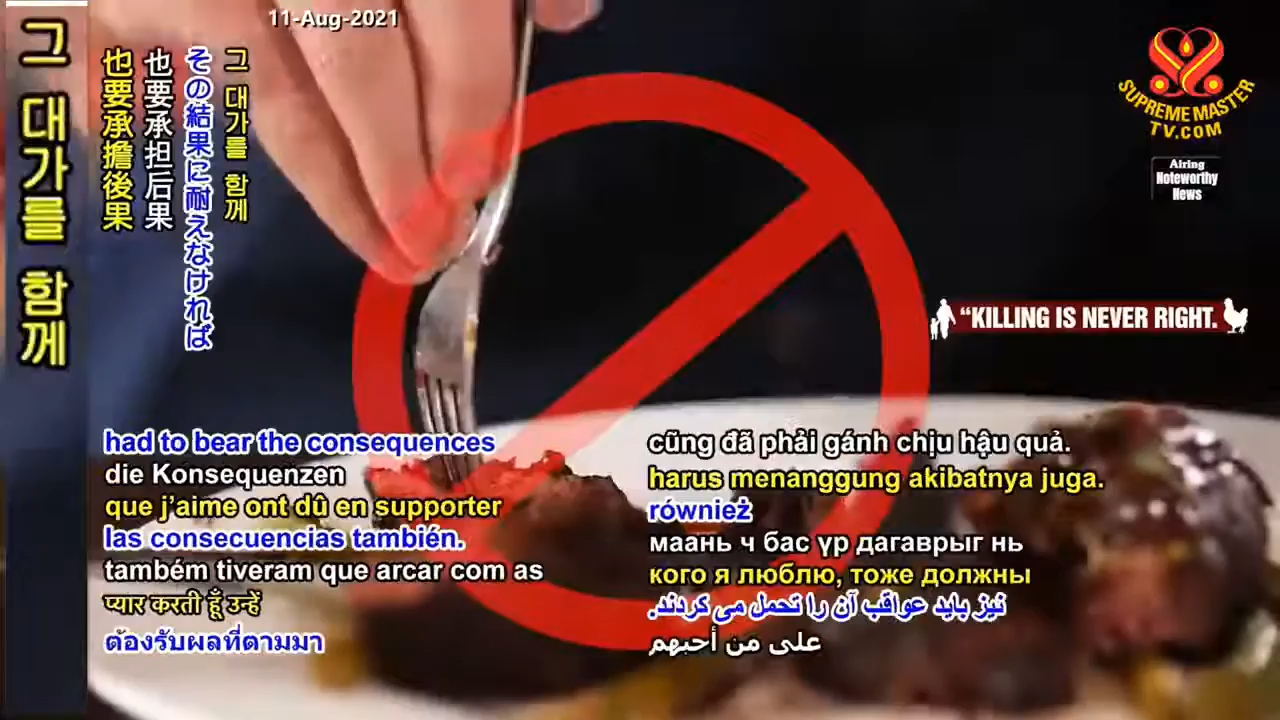 11-Aug-2021
그 대가를 함께
그 대가를 함께
その結果に耐えなければ
也要承担后果
也要承擔後果
SUPREME MASTER
TV.COM
Airing
Noteworthy
News
“KILLING IS NEVER RIGHT.
had to bear the consequences
die Konsequenzen
que j’aime ont dû en supporter
las consecuencias también.
também tiveram que arcar com as
प्यार करती हूँ उन्हें
ต้องรับผลที่ตามมา
cũng đã phải gánh chịu hậu quả.
harus menanggung akibatnya juga.
również
маань ч бас үр дагаврыг нь
кого я люблю, тоже должны
نیز باید عواقب آن را تحمل می کردند.
على من أحبهم